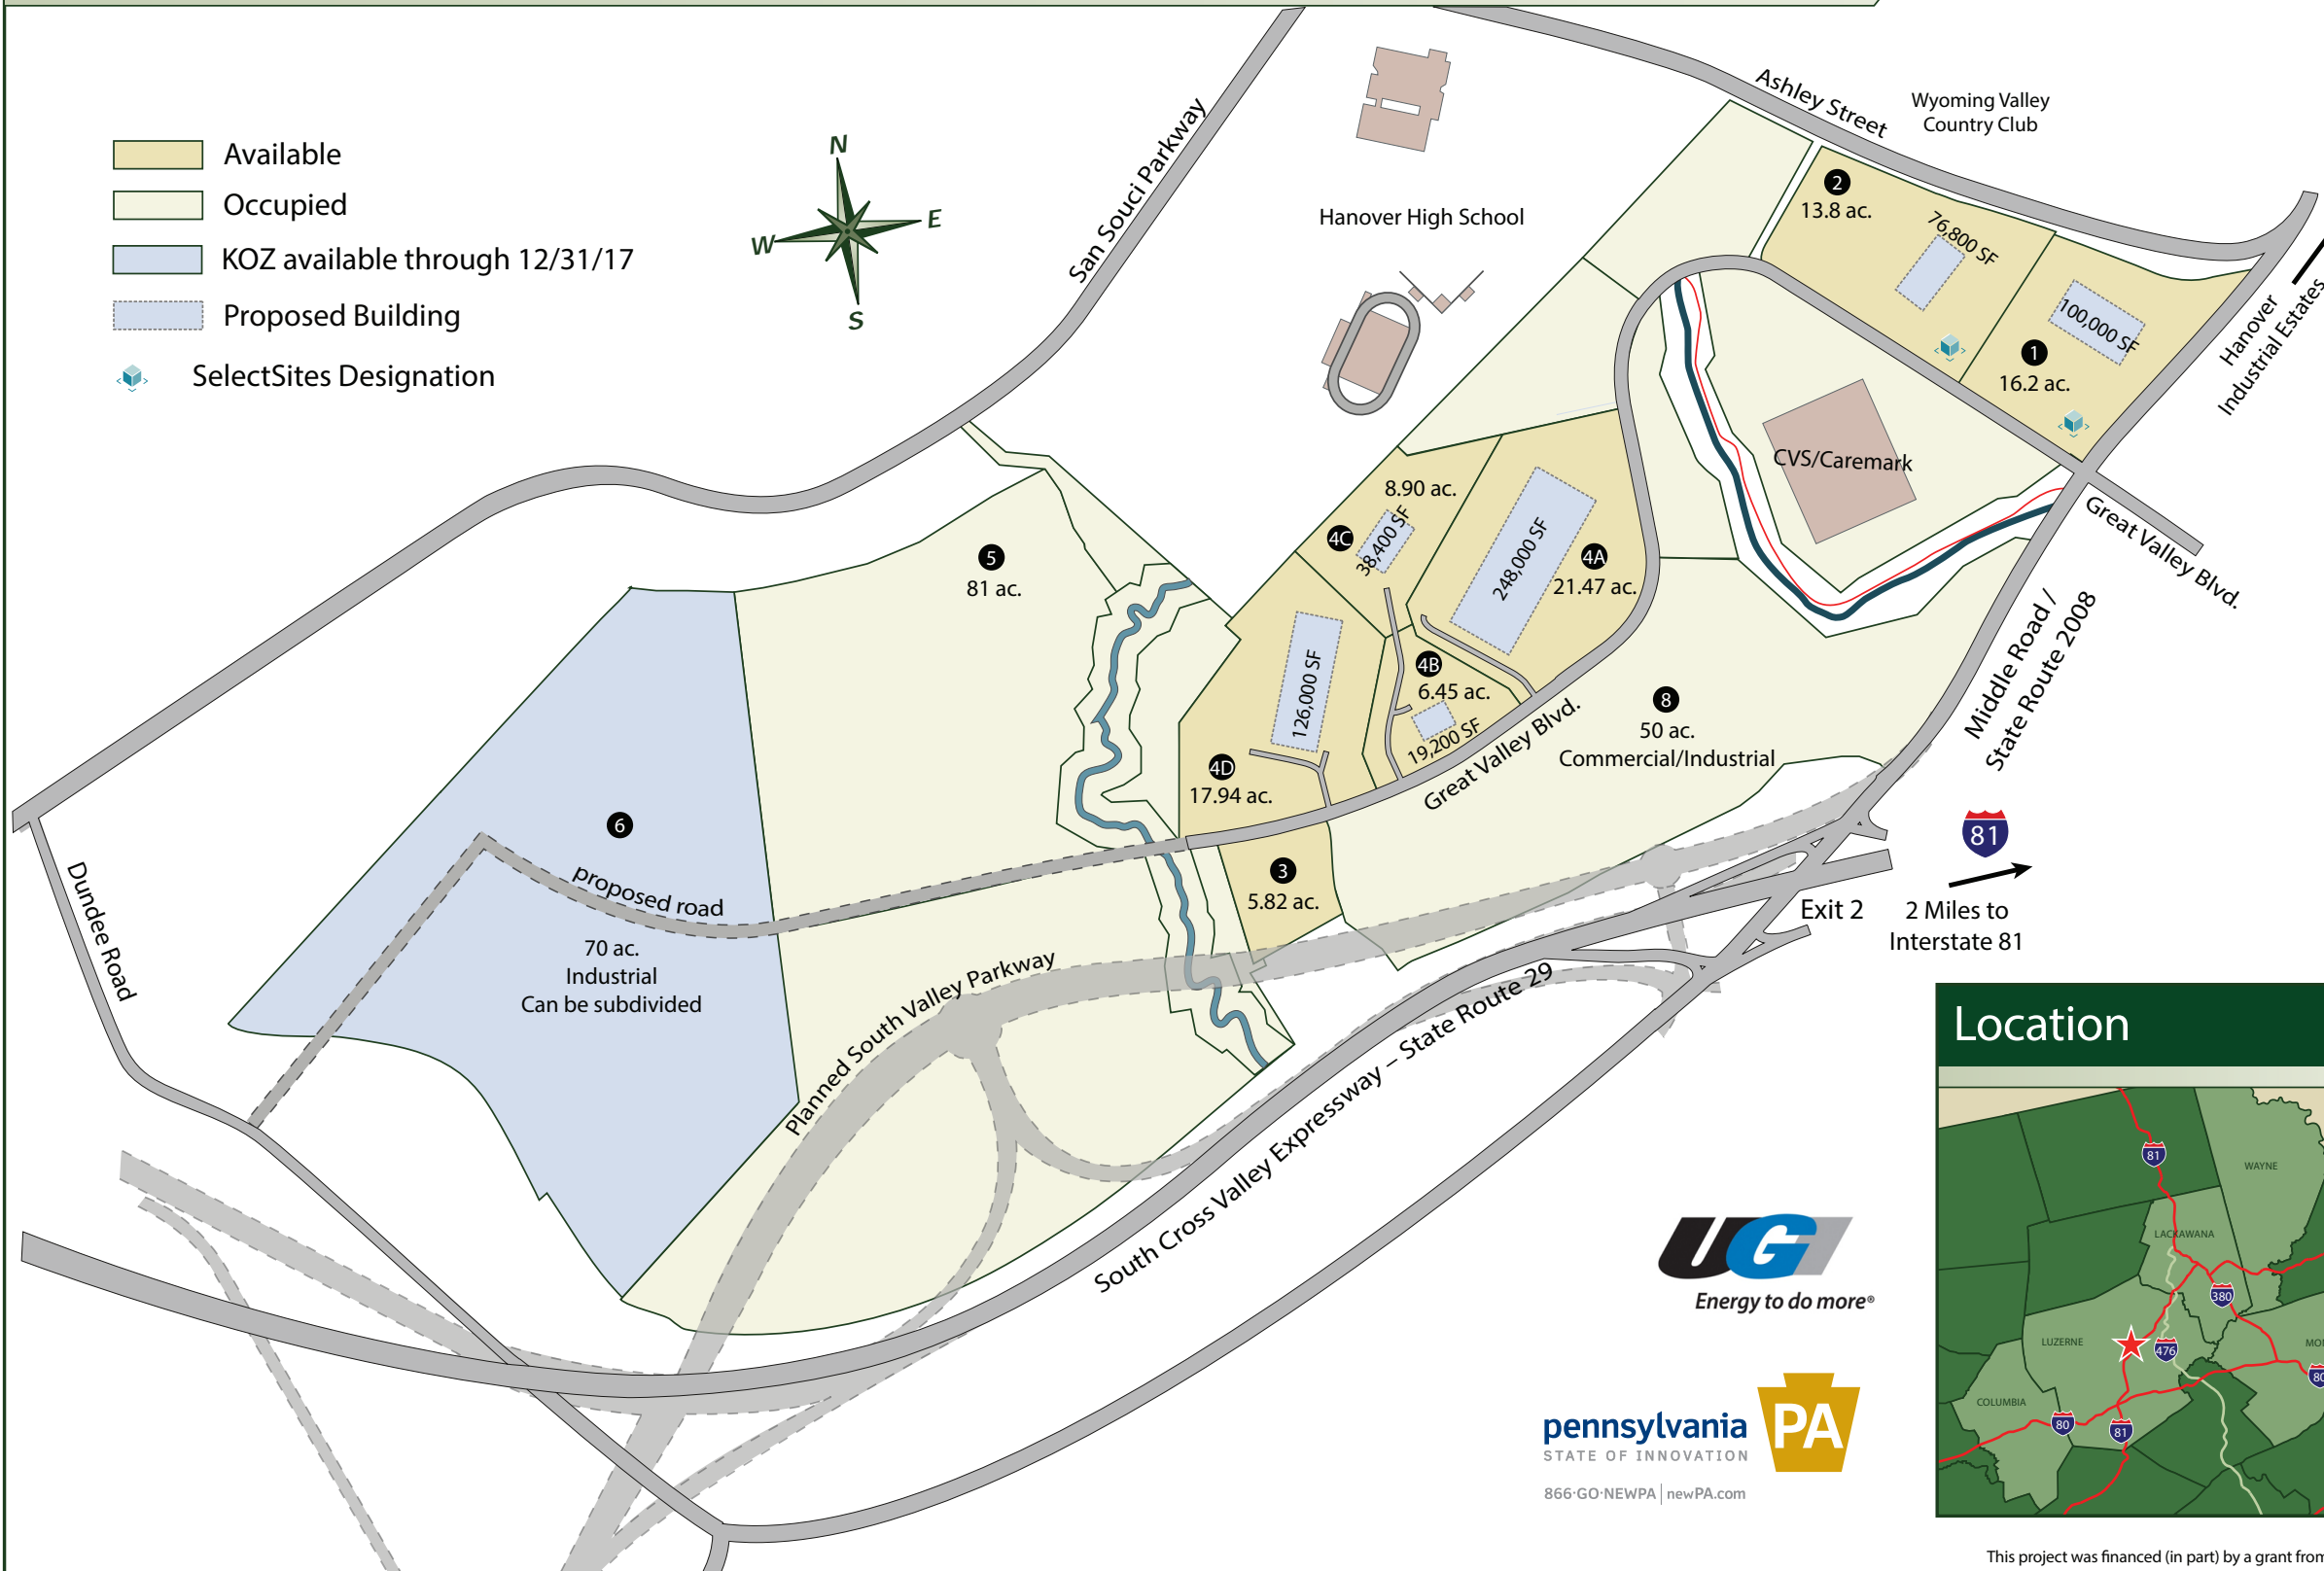 Available
Occupied
KOZ available through 12/31/17
Proposed Building
SelectSites Designation
N
E
W
S
San Souci Parkway
Hanover High School
Ashley Street
Wyoming Valley
Country Club
2
13.8 ac.
76,800 SF
100,000 SF
1
16.2 ac.
Hanover
Industrial Estates
CVS/Caremark
Great Valley Blvd.
Middle Road /
State Route 2008
8.90 ac.
4C
38,400 SF
248,000 SF
4A
21.47 ac.
4B
6.45 ac.
19,200 SF
126,000 SF
4D
17.94 ac.
Great Valley Blvd.
8
50 ac.
Commercial/Industrial
5
81 ac.
3
5.82 ac.
6
proposed road
70 ac.
Industrial
Can be subdivided
Dundee Road
Planned South Valley Parkway
South Cross Valley Expressway – State Route 29
81
Exit 2
2 Miles to
Interstate 81
UGI
Energy to do more®
pennsylvania
STATE OF INNOVATION
PA
866·GO·NEWPA | newPA.com
Location
81
WAYNE
LACKAWANA
380
LUZERNE
476
MO
80
COLUMBIA
80
81
This project was financed (in part) by a grant from